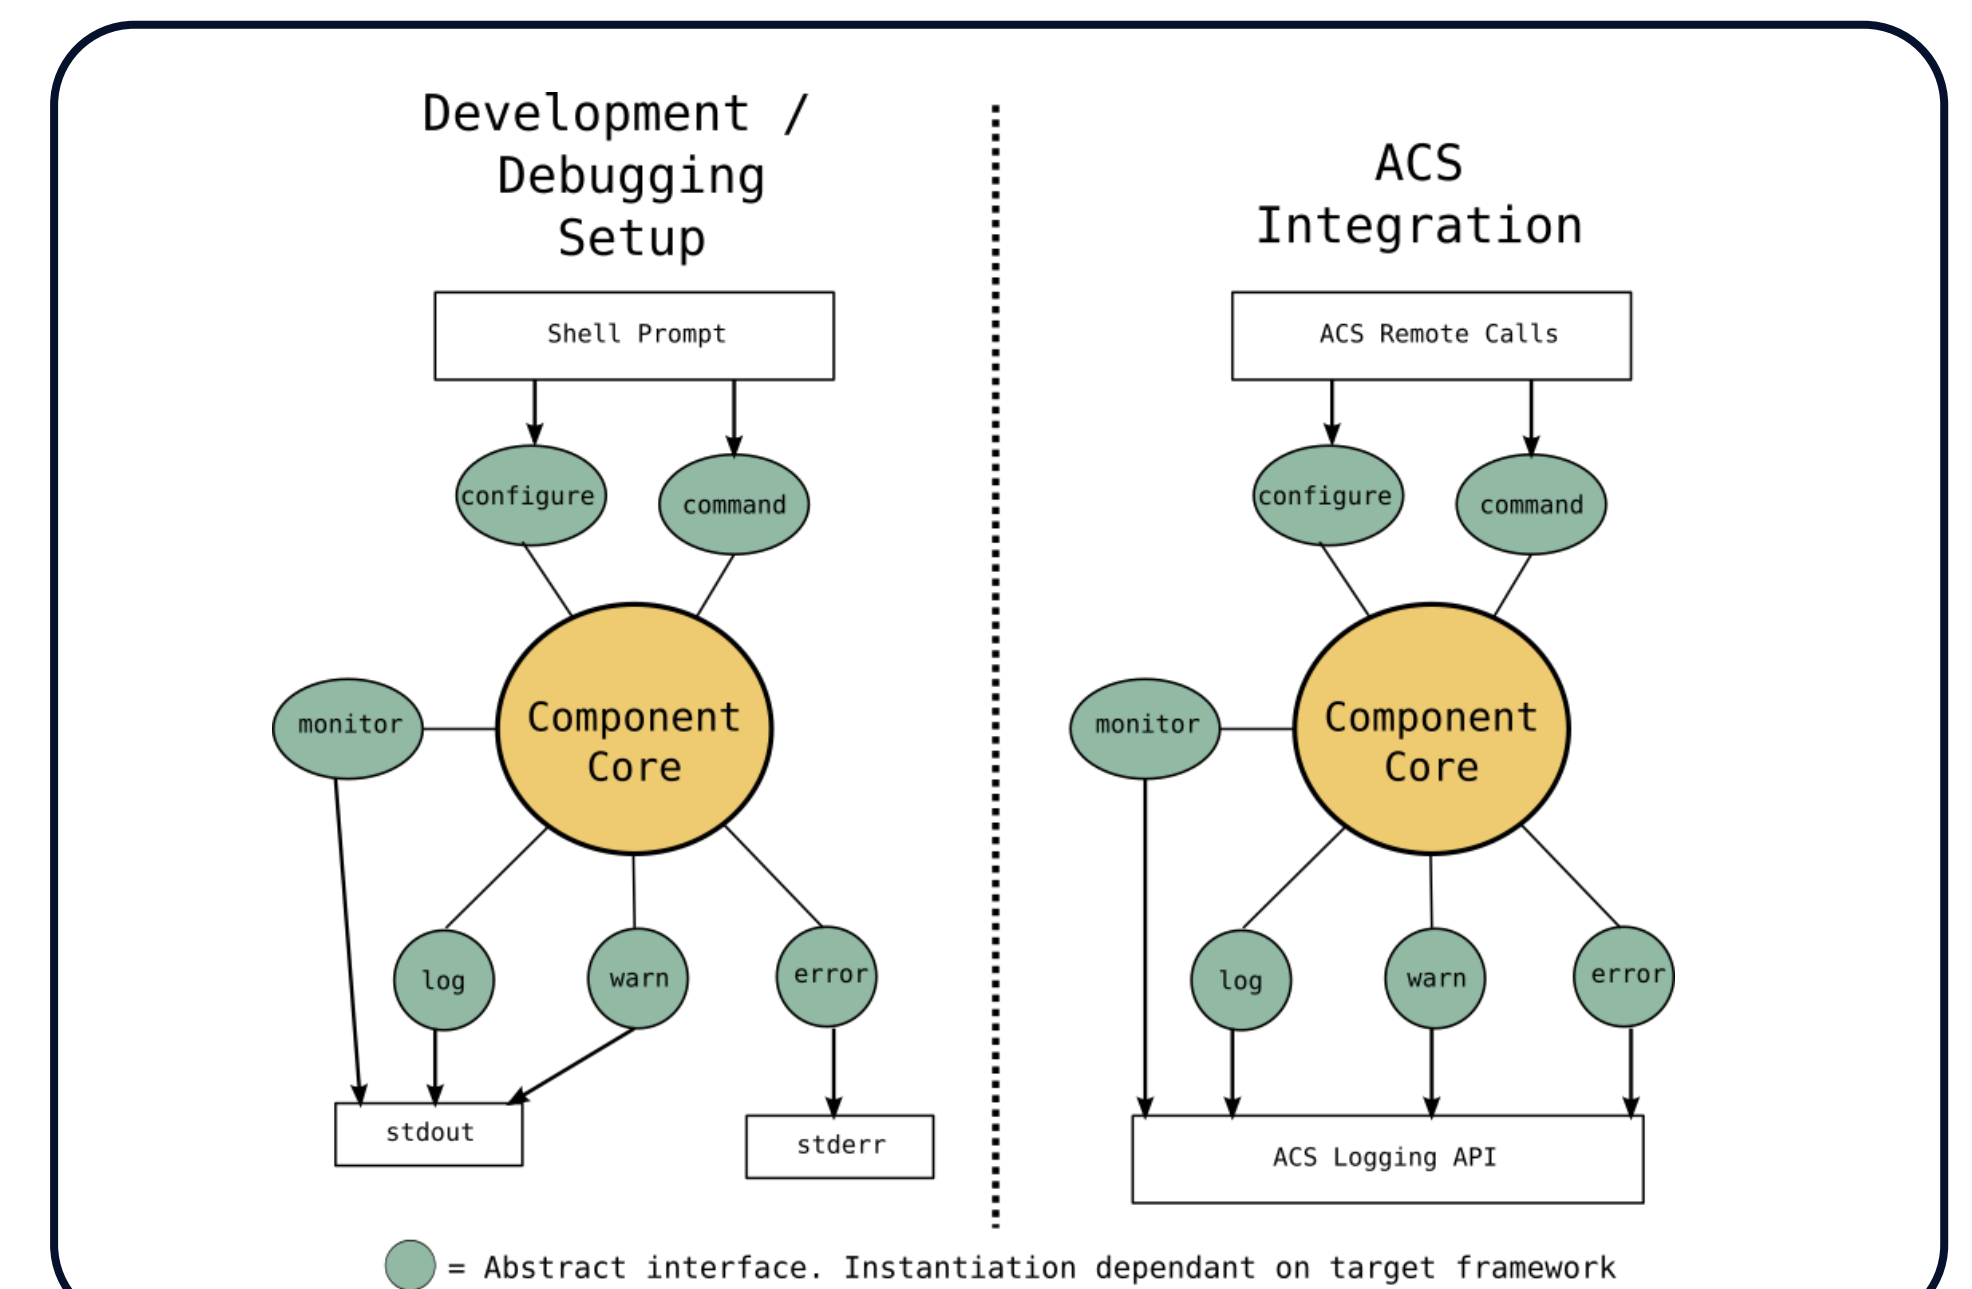 Development /
Debugging
Setup
Shell Prompt
configure
command
monitor
Component
Core
log
warn
error
stdout
stderr
ACS
Integration
ACS Remote Calls
configure
command
monitor
Component
Core
log
warn
error
ACS Logging API
= Abstract interface. Instantiation dependant on target framework